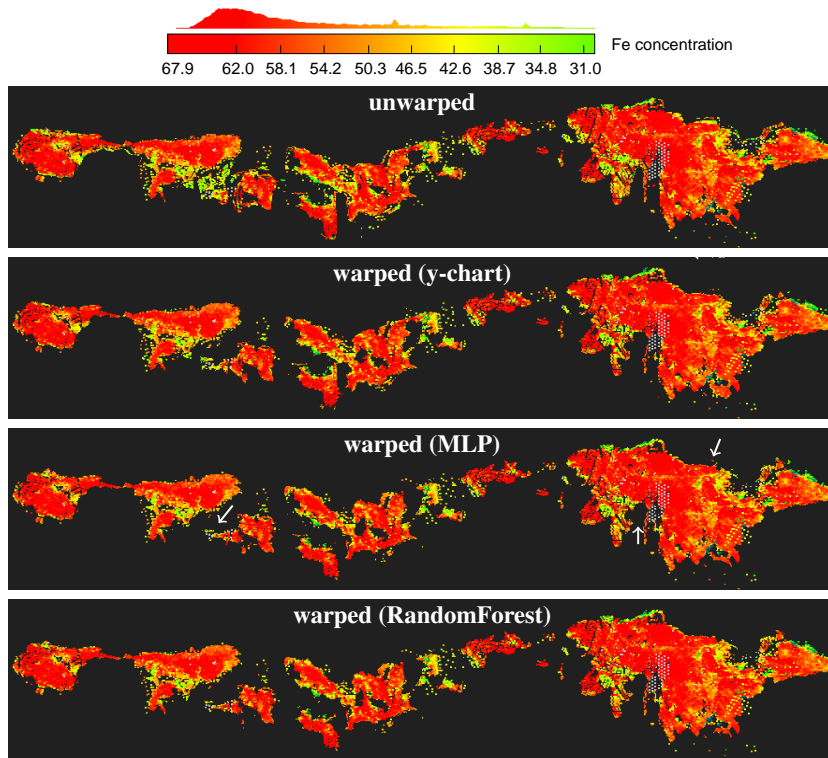 Fe concentration
67.9 62.0 58.1 54.2 50.3 46.5 42.6 38.7 34.8 31.0
unwarped
warped (y-chart)
warped (MLP)
warped (RandomForest)